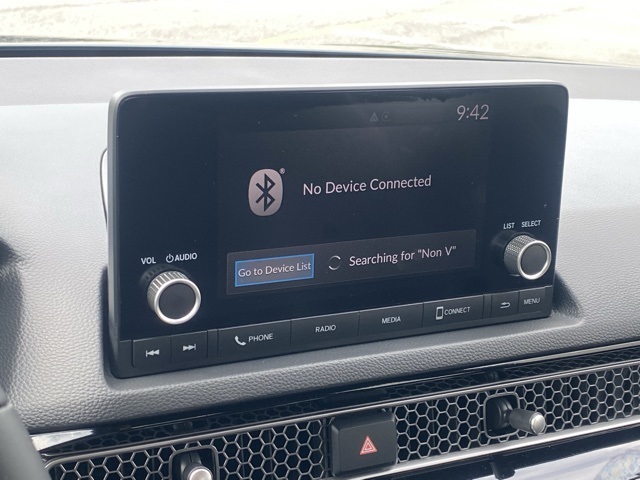 9:42
®
No Device Connected
LIST SELECT
VOL AUDIO
Go to Device List Searching for "Non V"
PHONE RADIO MEDIA CONNECT MENU